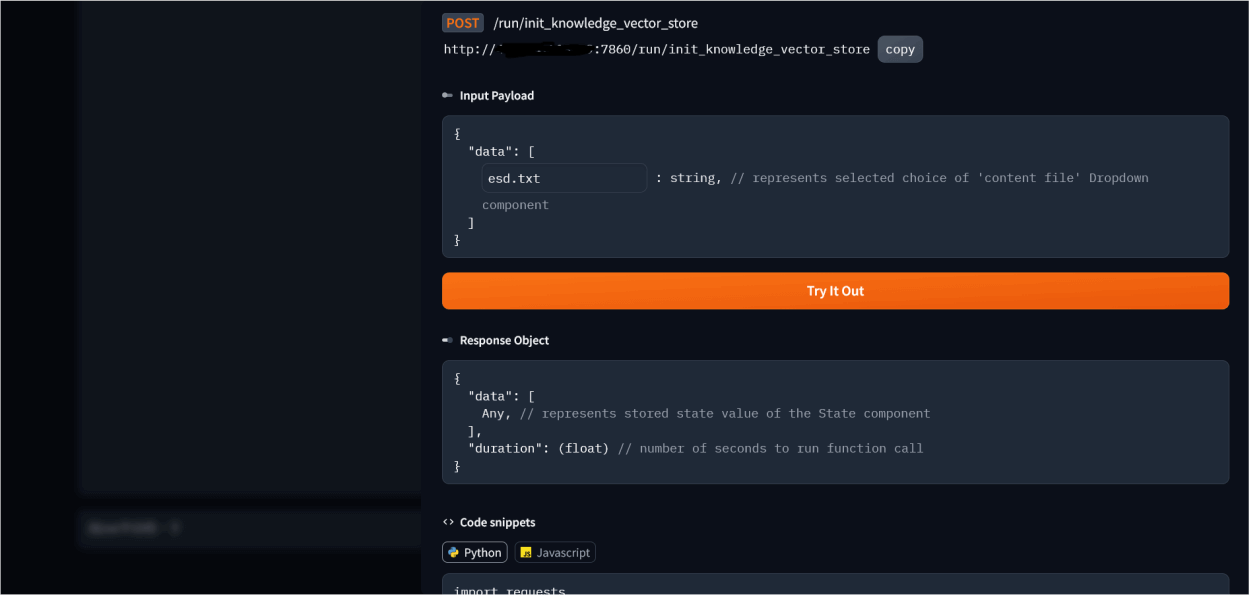 POST /run/init_knowledge_vector_store
http:// :7860/run/init_knowledge_vector_store copy
Input Payload
{
"data": [
esd.txt : string, // represents selected choice of 'content file' Dropdown
component
]
}
Try It Out
Response Object
{
"data": [
Any, // represents stored state value of the State component
],
"duration": (float) // number of seconds to run function call
}
Code snippets
Python JS Javascript
import requests